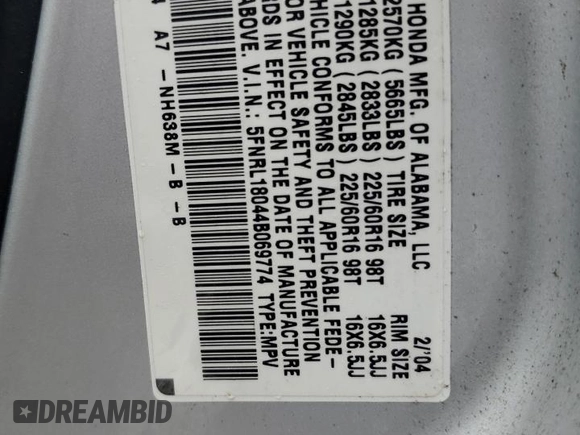 HONDA MFG. OF ALABAMA, LLC 2/'04
2570KG (5665LBS) TIRE SIZE RIM SIZE
1285KG (2833LBS) 225/60R16 98T 16X6.5JJ
1290KG (2845LBS) 225/60R16 98T 16X6.5JJ
VEHICLE CONFORMS TO ALL APPLICABLE FEDE-
OR VEHICLE SAFETY AND THEFT PREVENTION
RDS IN EFFECT ON THE DATE OF MANUFACTURE
ABOVE. V.I.N.: 5FNRL18044B069774 TYPE:MPV
A7 - NH638M - B - B
DREAMBID